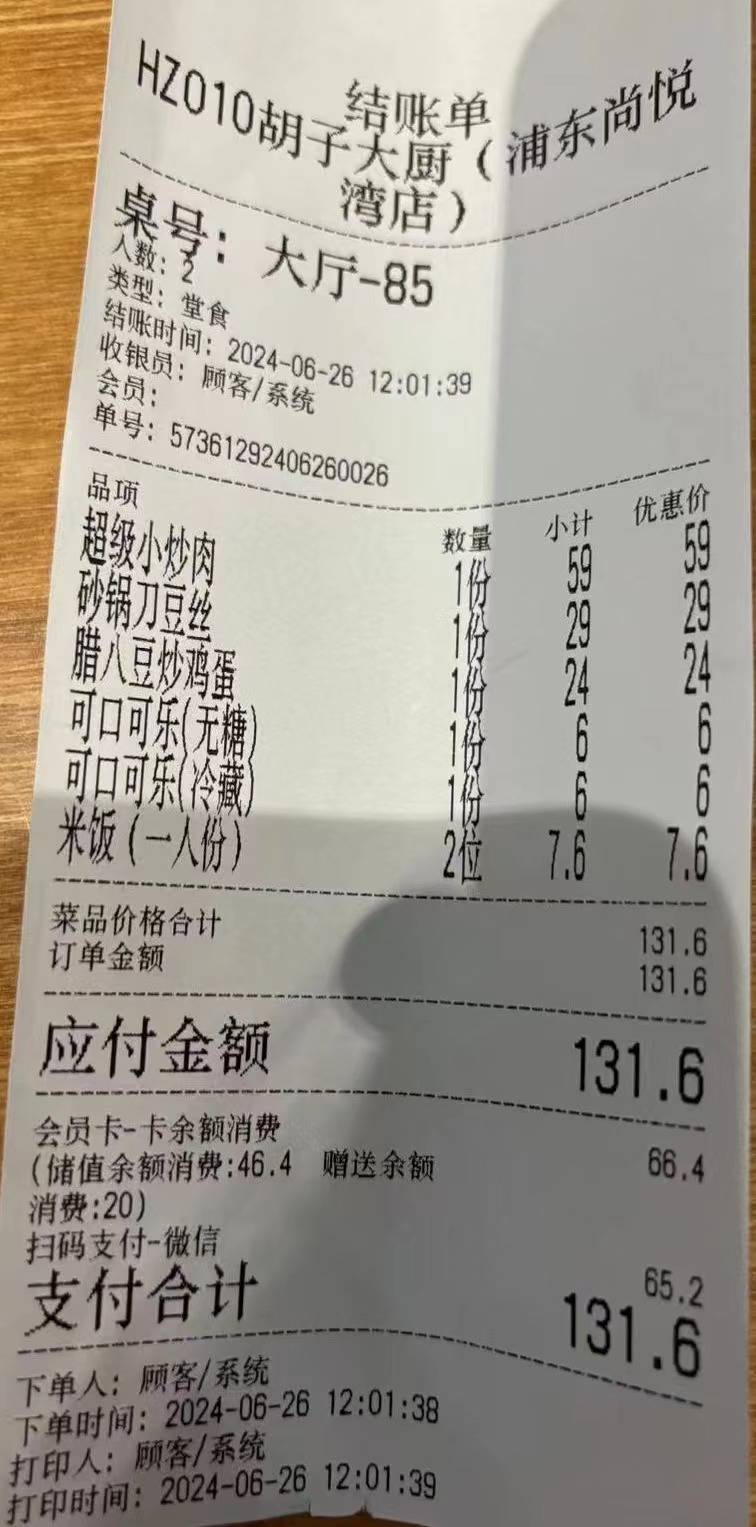 结账单
HZ010胡子大厨(浦东尚悦
湾店)
桌号: 大厅-85
人数: 2
类型: 堂食
结账时间: 2024-06-26 12:01:39
收银员: 顾客/系统
会员:
单号: 57361292406260026
品项 数量 小计 优惠价
超级小炒肉 1份 59 59
砂锅刀豆丝 1份 29 29
腊八豆炒鸡蛋 1份 24 24
可口可乐(无糖) 1份 6 6
可口可乐(冷藏) 1份 6 6
米饭(一人份) 2位 7.6 7.6
菜品价格合计 131.6
订单金额 131.6
应付金额 131.6
会员卡-卡余额消费
(储值余额消费:46.4 赠送余额 66.4
消费:20)
扫码支付-微信 65.2
支付合计 131.6
下单人: 顾客/系统
下单时间: 2024-06-26 12:01:38
打印人: 顾客/系统
打印时间: 2024-06-26 12:01:39